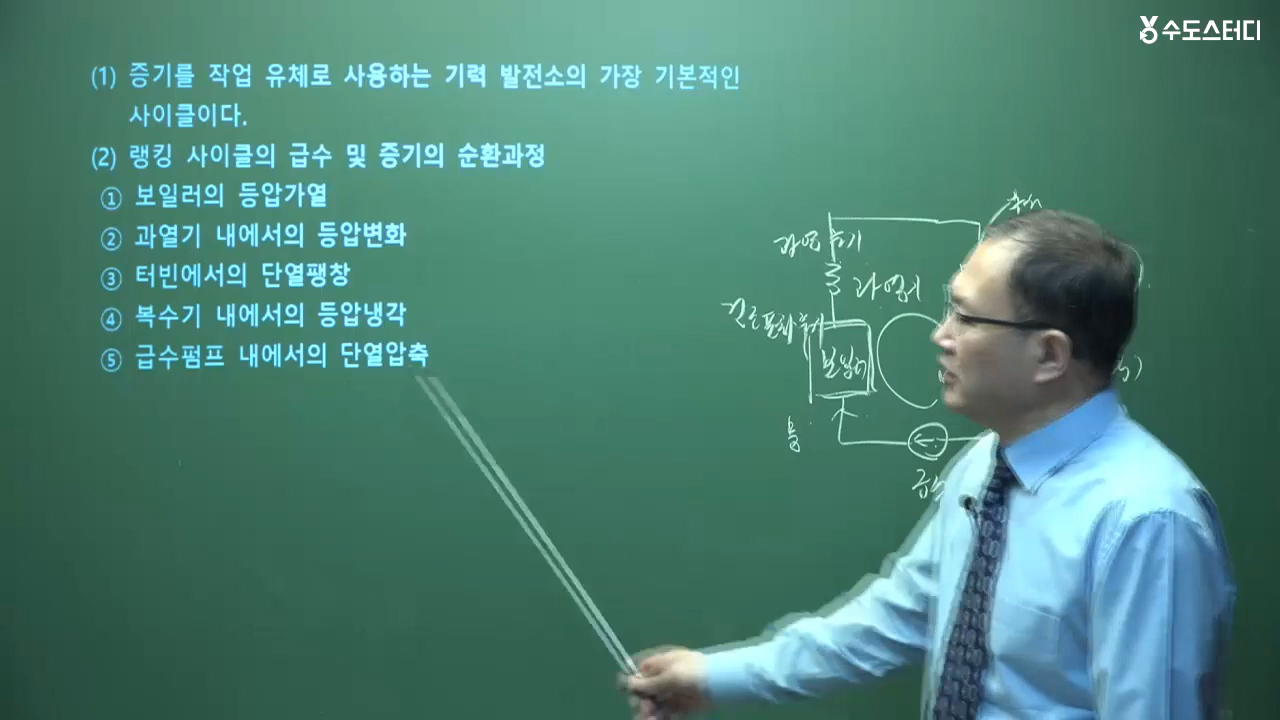 수도스터디
(1) 증기를 작업 유체로 사용하는 기력 발전소의 가장 기본적인
사이클이다.
(2) 랭킹 사이클의 급수 및 증기의 순환과정
① 보일러의 등압가열
② 과열기 내에서의 등압변화
③ 터빈에서의 단열팽창
④ 복수기 내에서의 등압냉각
⑤ 급수펌프 내에서의 단열압축
과열증기
과열기
보일러